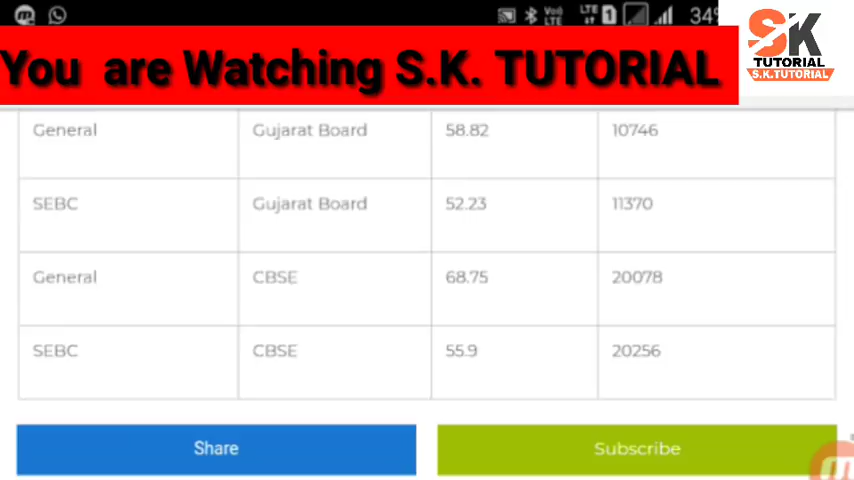 34%
You are Watching S.K. TUTORIAL
SK
TUTORIAL
S.K.TUTORIAL
General Gujarat Board 58.82 10746
SEBC Gujarat Board 52.23 11370
General CBSE 68.75 20078
SEBC CBSE 55.9 20256
Share Subscribe